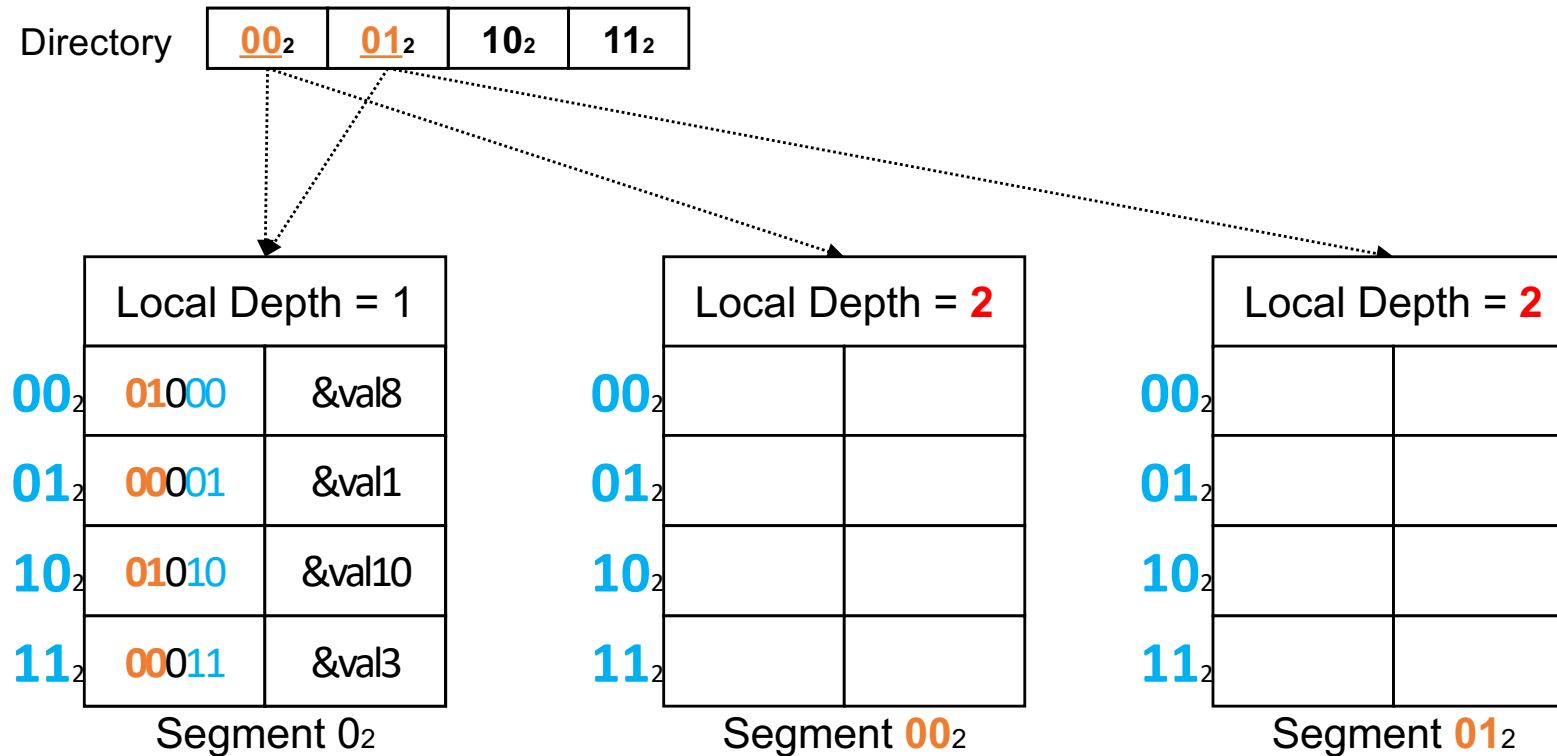 Directory 00₂ 01₂ 10₂ 11₂
Local Depth = 1 Local Depth = 2 Local Depth = 2
00₂ 01000 &val8 00₂ 00₂
01₂ 00001 &val1 01₂ 01₂
10₂ 01010 &val10 10₂ 10₂
11₂ 00011 &val3 11₂ 11₂
Segment 0₂ Segment 00₂ Segment 01₂